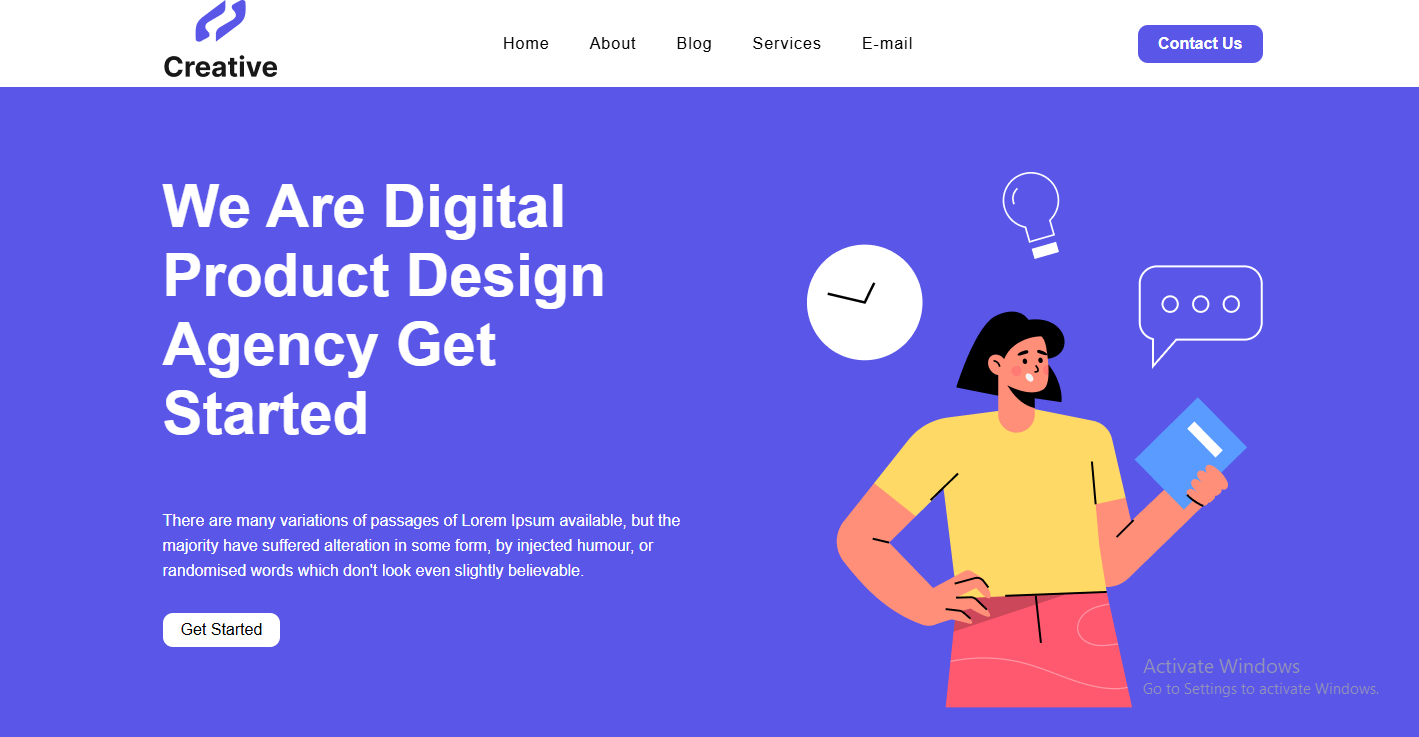 Creative
Home About Blog Services E-mail
Contact Us
We Are Digital
Product Design
Agency Get
Started
There are many variations of passages of Lorem Ipsum available, but the
majority have suffered alteration in some form, by injected humour, or
randomised words which don't look even slightly believable.
Get Started
Activate Windows
Go to Settings to activate Windows.